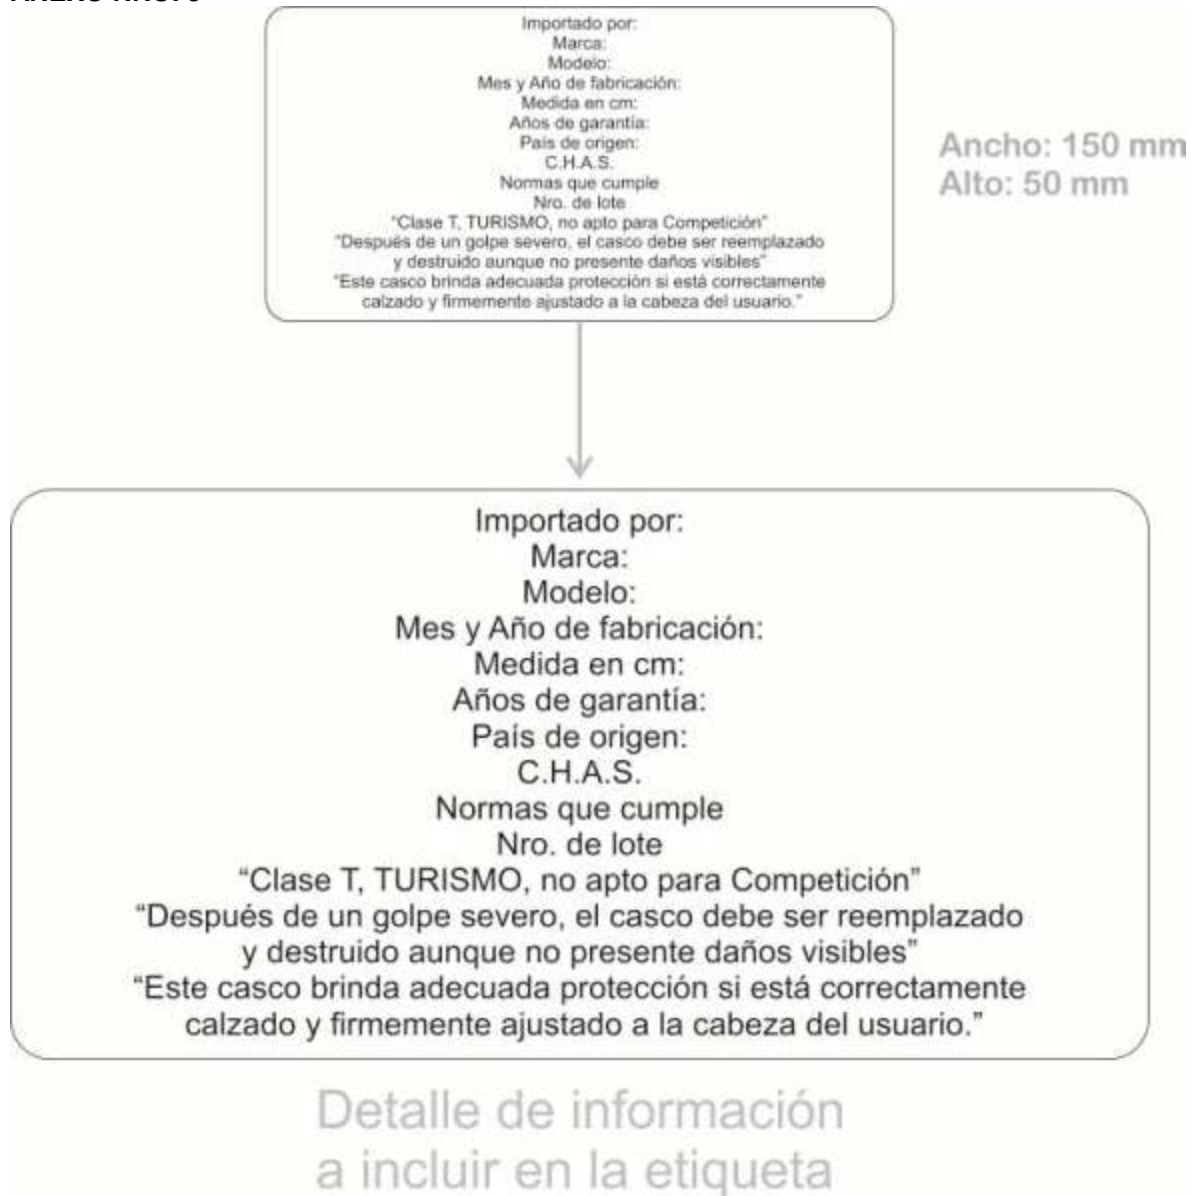 Importado por:
Marca:
Modelo:
Mes y Año de fabricación:
Medida en cm:
Años de garantía:
País de origen:
C.H.A.S.
Normas que cumple
Nro. de lote
“Clase T, TURISMO, no apto para Competición”
“Después de un golpe severo, el casco debe ser reemplazado
y destruido aunque no presente daños visibles”
“Este casco brinda adecuada protección si está correctamente
calzado y firmemente ajustado a la cabeza del usuario.”
Ancho: 150 mm
Alto: 50 mm
Importado por:
Marca:
Modelo:
Mes y Año de fabricación:
Medida en cm:
Años de garantía:
País de origen:
C.H.A.S.
Normas que cumple
Nro. de lote
“Clase T, TURISMO, no apto para Competición”
“Después de un golpe severo, el casco debe ser reemplazado
y destruido aunque no presente daños visibles”
“Este casco brinda adecuada protección si está correctamente
calzado y firmemente ajustado a la cabeza del usuario.”
Detalle de información
a incluir en la etiqueta